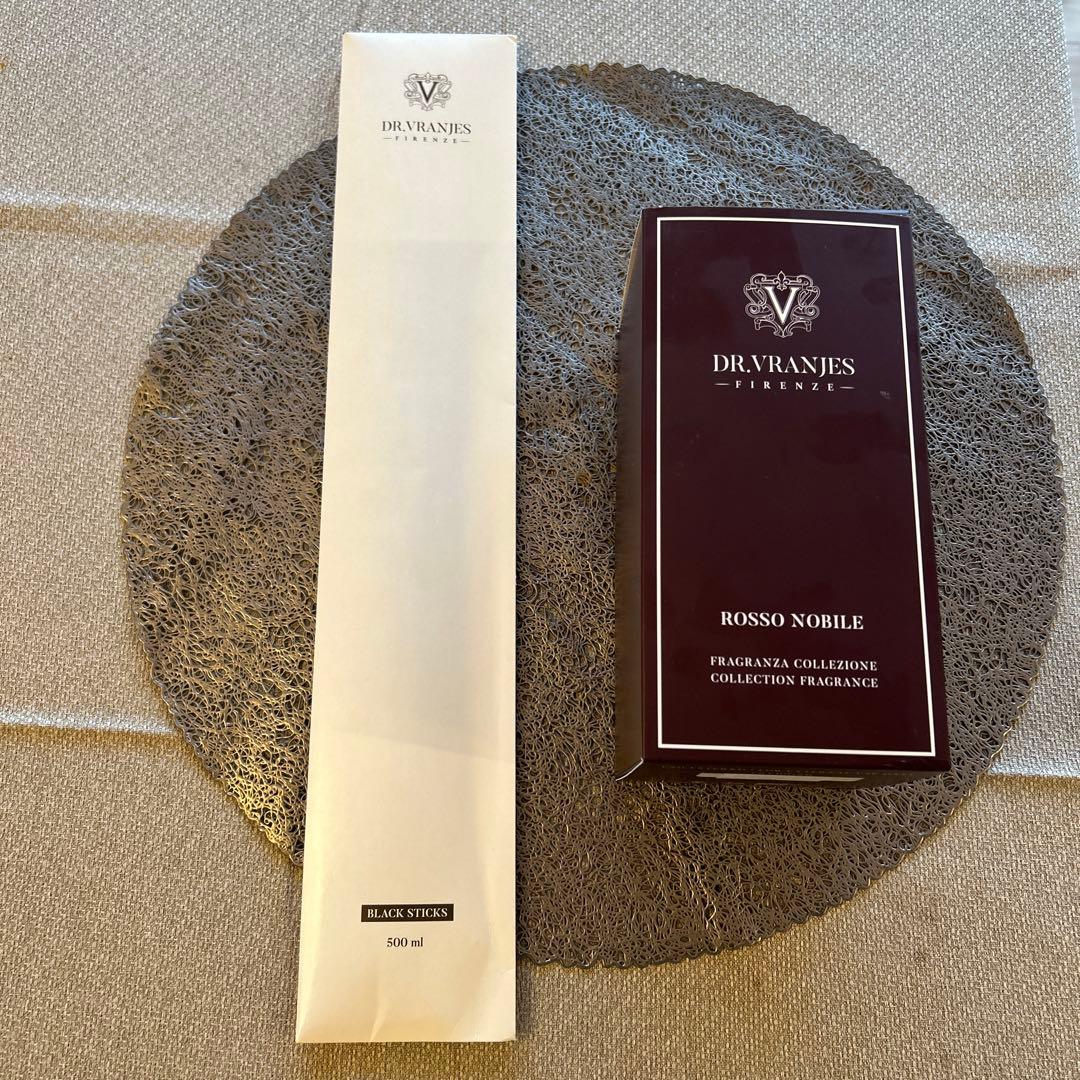 V
DR.VRANJES
—FIRENZE—
BLACK STICKS
500 ml
V
DR.VRANJES
—FIRENZE—
ROSSO NOBILE
FRAGRANZA COLLEZIONE
COLLECTION FRAGRANCE